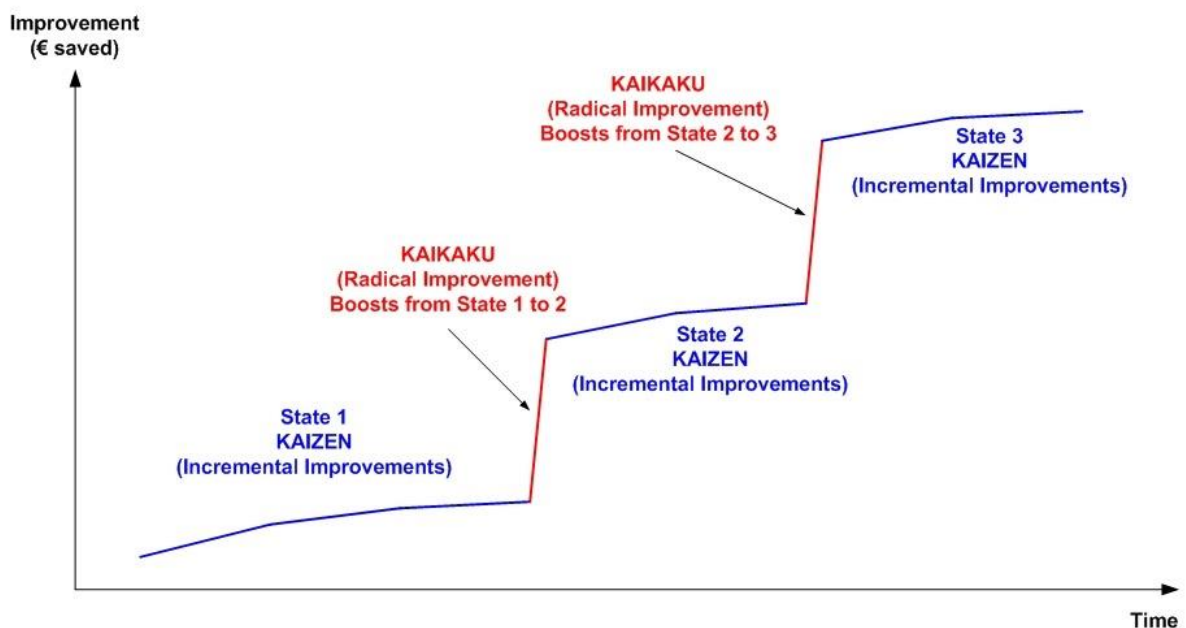 Improvement
(€ saved)
KAIKAKU
(Radical Improvement)
Boosts from State 2 to 3
State 3
KAIZEN
(Incremental Improvements)
KAIKAKU
(Radical Improvement)
Boosts from State 1 to 2
State 2
KAIZEN
(Incremental Improvements)
State 1
KAIZEN
(Incremental Improvements)
Time